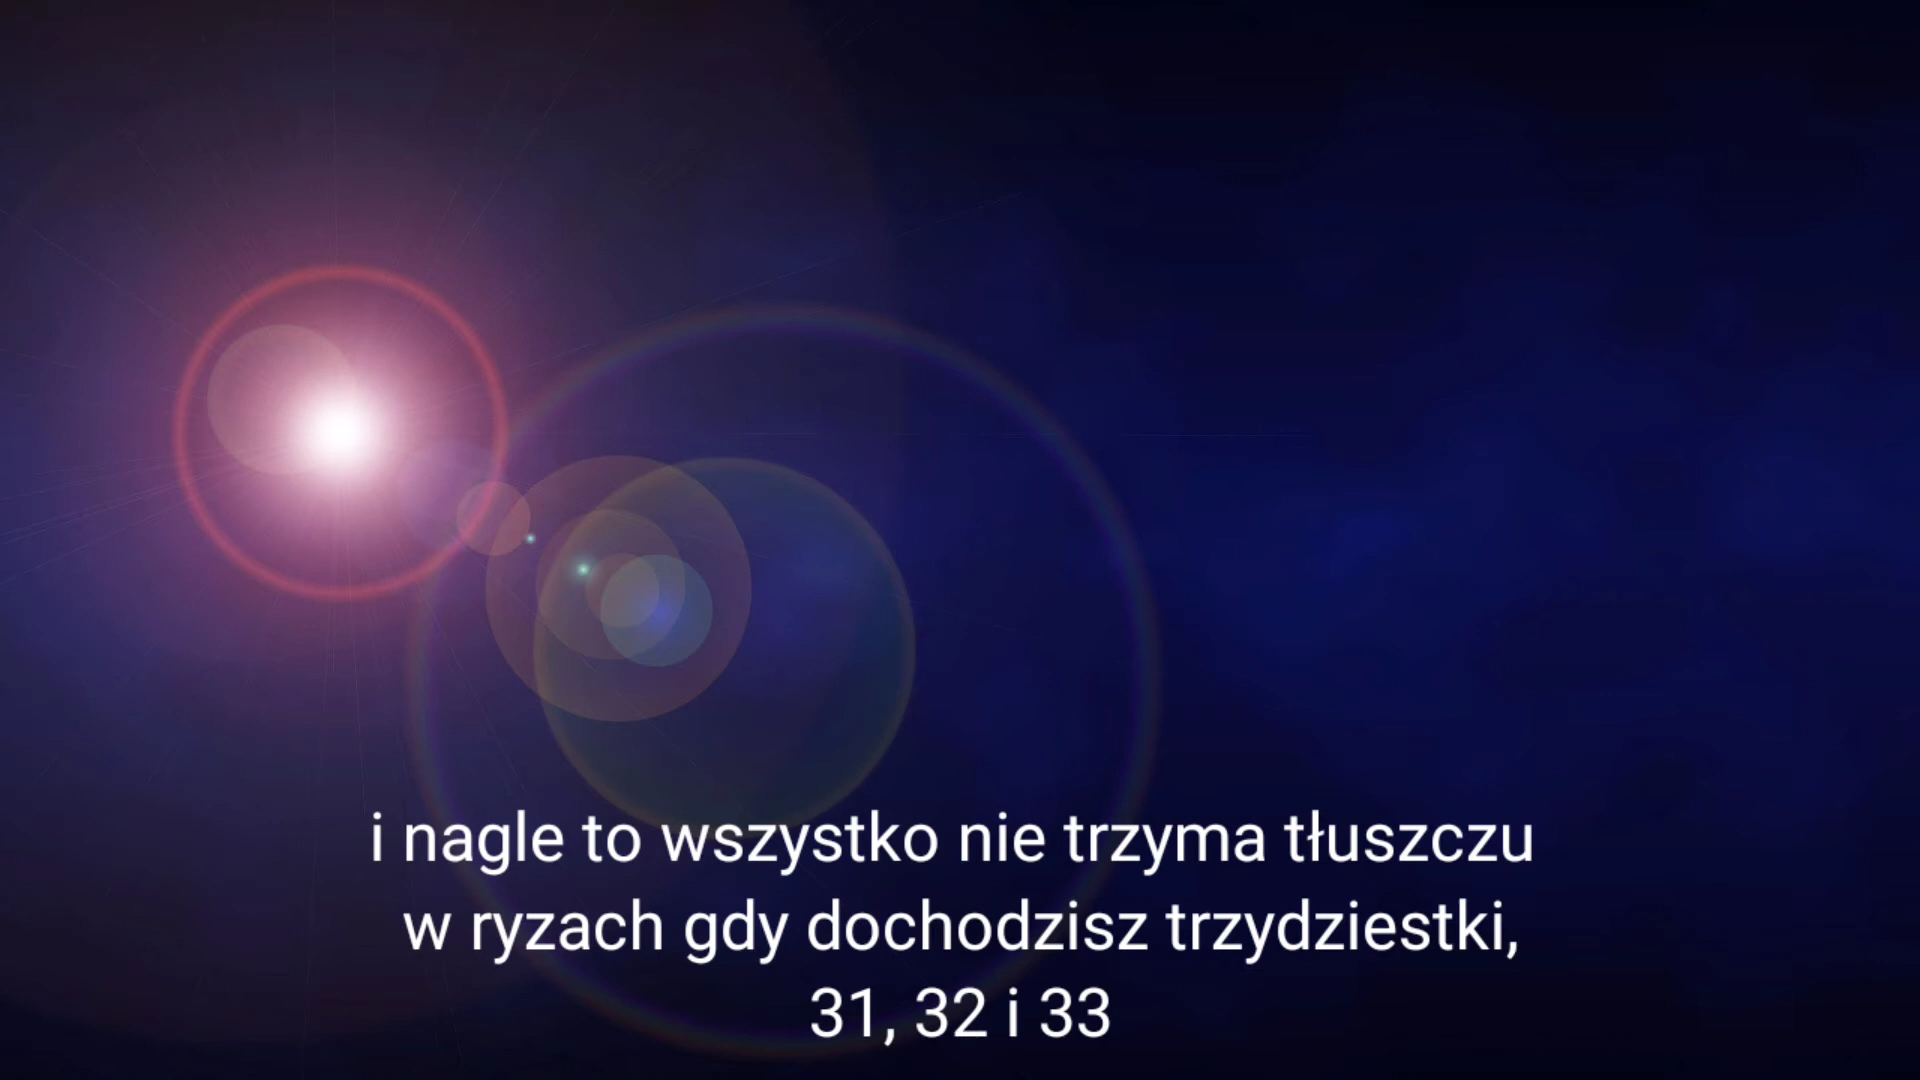 i nagle to wszystko nie trzyma tłuszczu
w ryzach gdy dochodzisz trzydziestki,
31, 32 i 33